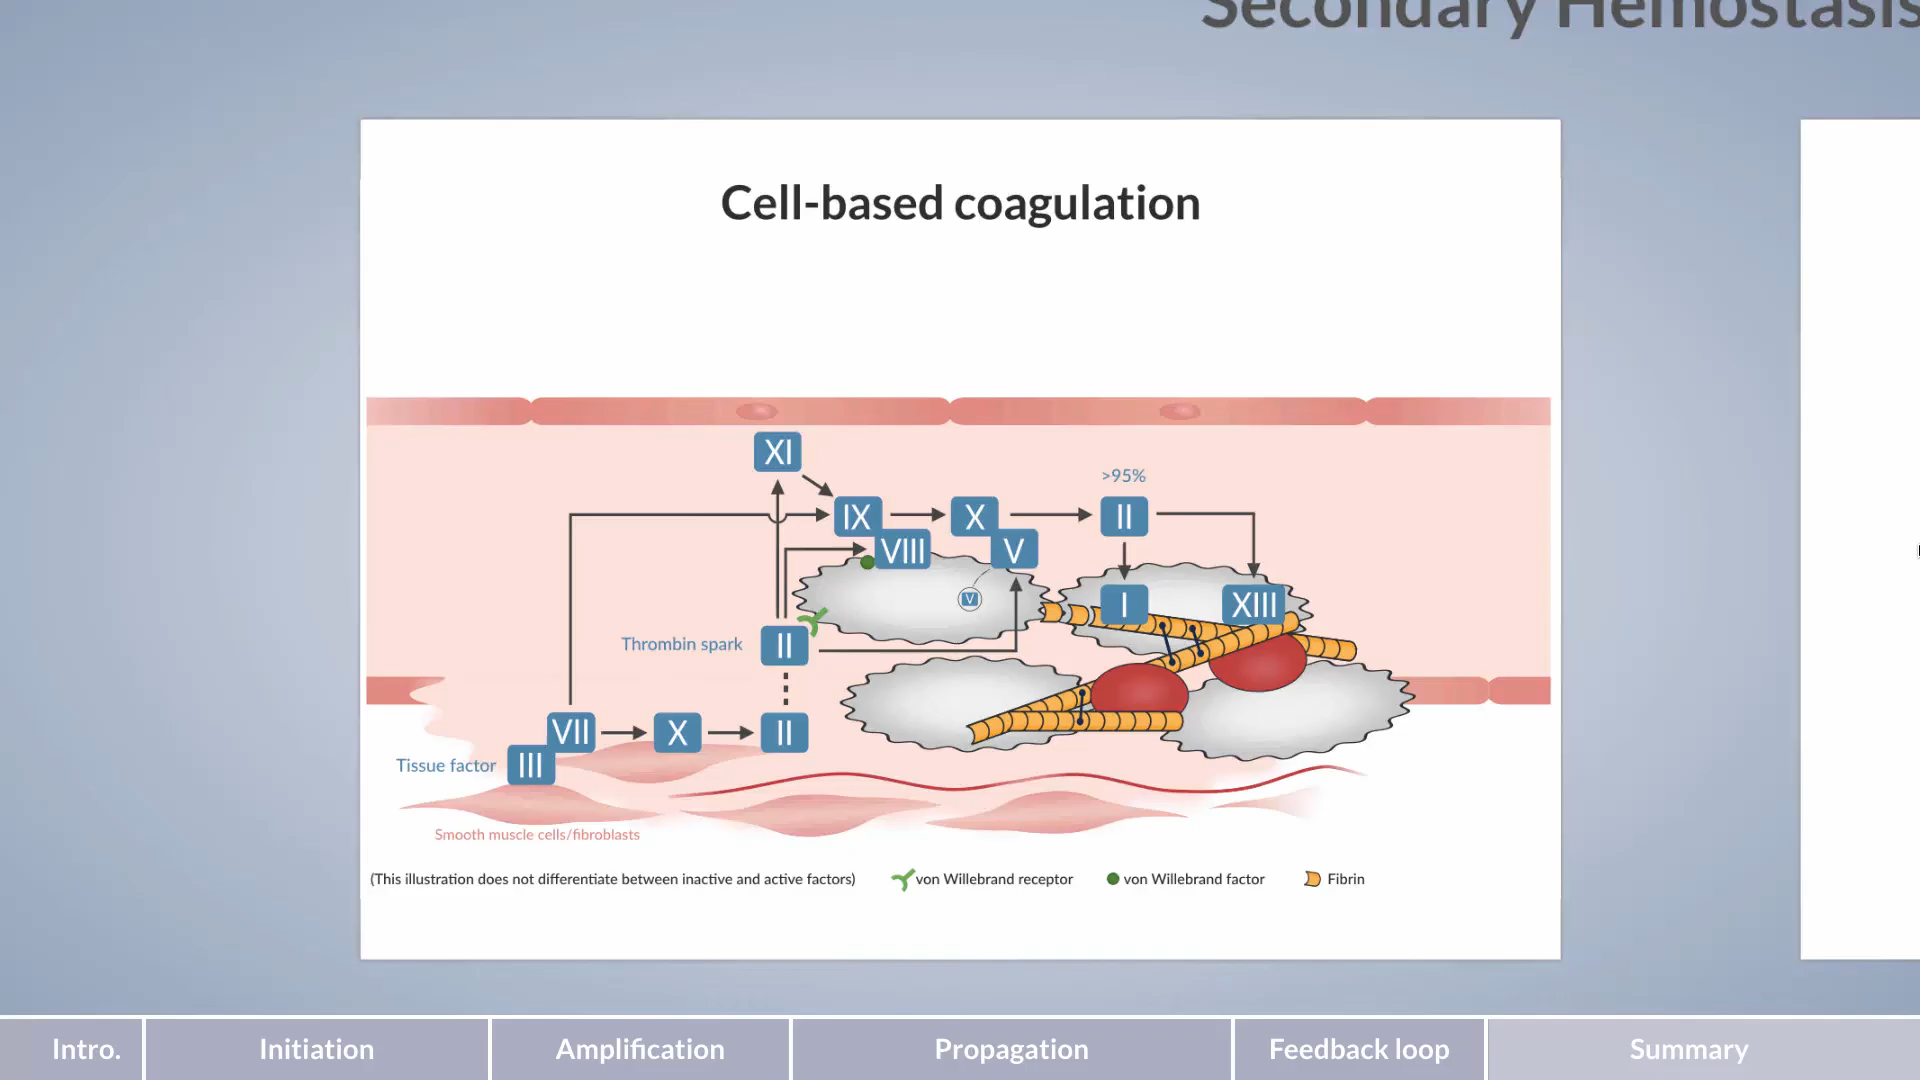 Secondary Hemostasis
Cell-based coagulation
XI
>95%
IX
X
II
VIII
V
V
I
XIII
Thrombin spark
II
VII
X
II
Tissue factor
III
Smooth muscle cells/fibroblasts
(This illustration does not differentiate between inactive and active factors)
von Willebrand receptor
von Willebrand factor
Fibrin
Intro.
Initiation
Amplification
Propagation
Feedback loop
Summary